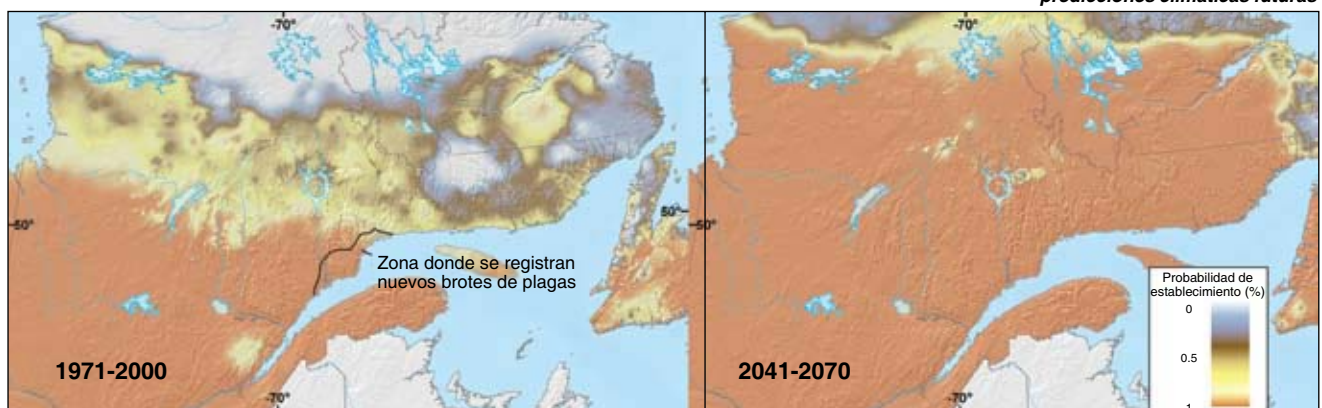 predicciones climáticas futuras
-70°
-70°
50°
-50°
-50°
Zona donde se registran
nuevos brotes de plagas
Probabilidad de
establecimiento (%)
0
0.5
1
1971-2000
2041-2070
-70°
-70°